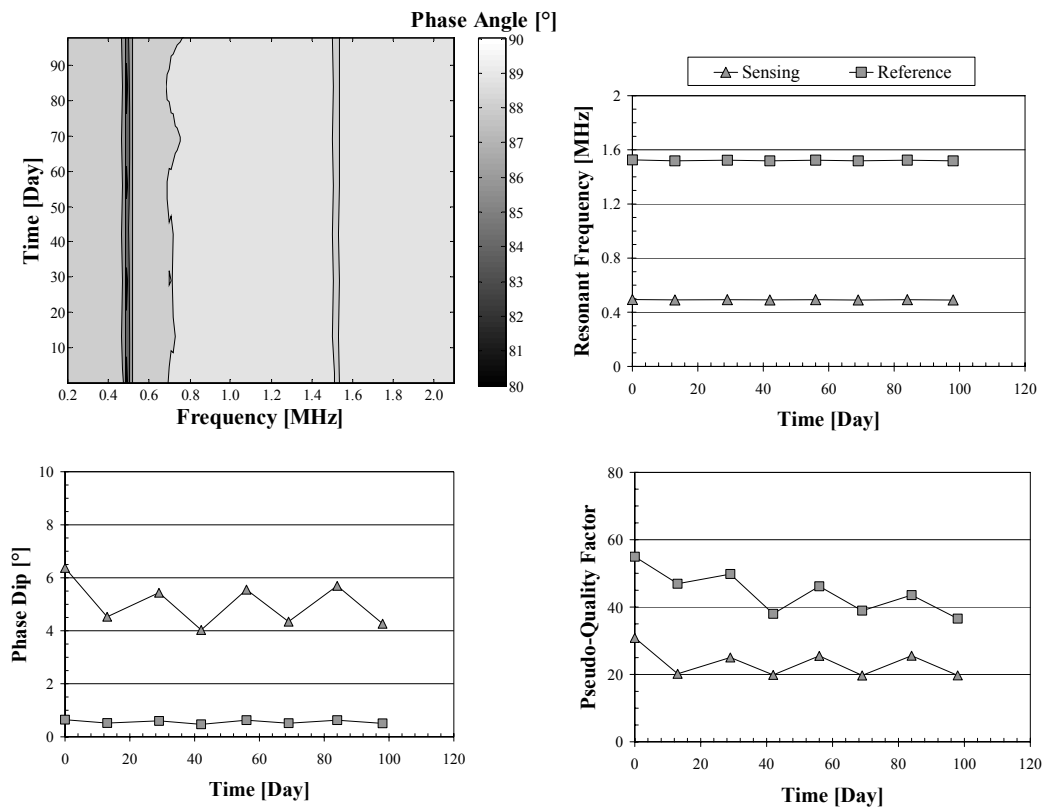 Phase Angle [°]
90
80
70
60
50
40
30
20
10
Time [Day]
0.2 0.4 0.6 0.8 1.0 1.2 1.4 1.6 1.8 2.0
Frequency [MHz]
90
89
88
87
86
85
84
83
82
81
80
Sensing Reference
2
1.6
1.2
0.8
0.4
0
Resonant Frequency [MHz]
0 20 40 60 80 100 120
Time [Day]
10
8
6
4
2
0
Phase Dip [°]
0 20 40 60 80 100 120
Time [Day]
80
60
40
20
0
Pseudo-Quality Factor
0 20 40 60 80 100 120
Time [Day]